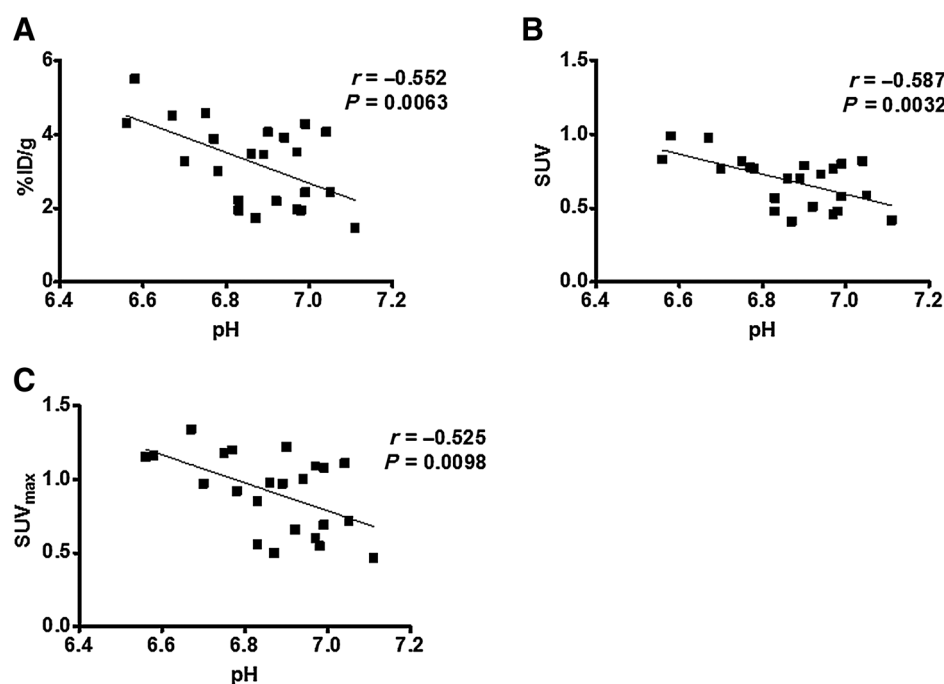 A
6
4
2
0
%ID/g
r = –0.552
P = 0.0063
6.4 6.6 6.8 7.0 7.2
pH
B
1.5
1.0
0.5
0.0
SUV
r = –0.587
P = 0.0032
6.4 6.6 6.8 7.0 7.2
pH
C
1.5
1.0
0.5
0.0
SUVmax
r = –0.525
P = 0.0098
6.4 6.6 6.8 7.0 7.2
pH